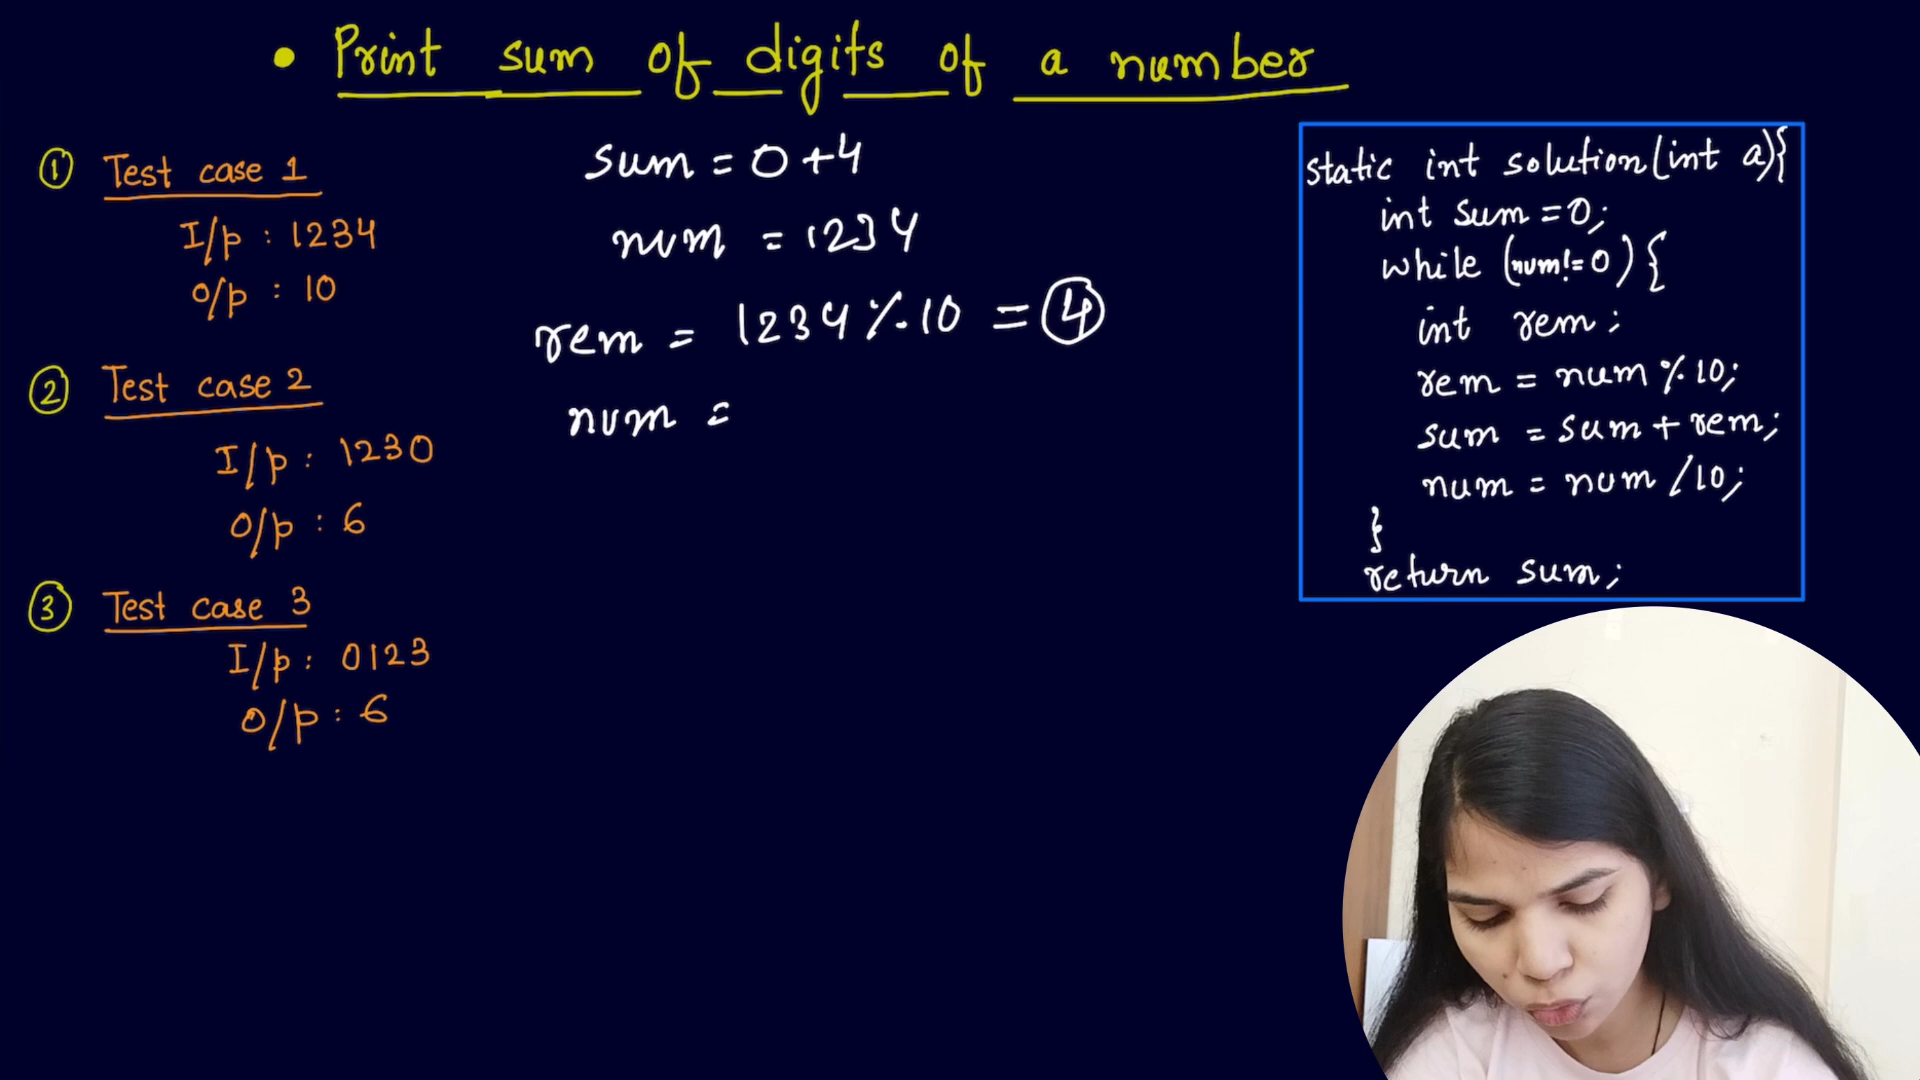 • Print sum of digits of a number
① Test case 1
I/p : 1234
O/p : 10
② Test case 2
I/p : 1230
O/p : 6
③ Test case 3
I/p : 0123
O/p : 6
sum = 0+4
num = 1234
rem = 1234 % 10 = 4
num =
static int solution(int a){
int sum = 0;
while (num!=0) {
int rem ;
rem = num % 10;
sum = sum + rem;
num = num / 10;
}
return sum;